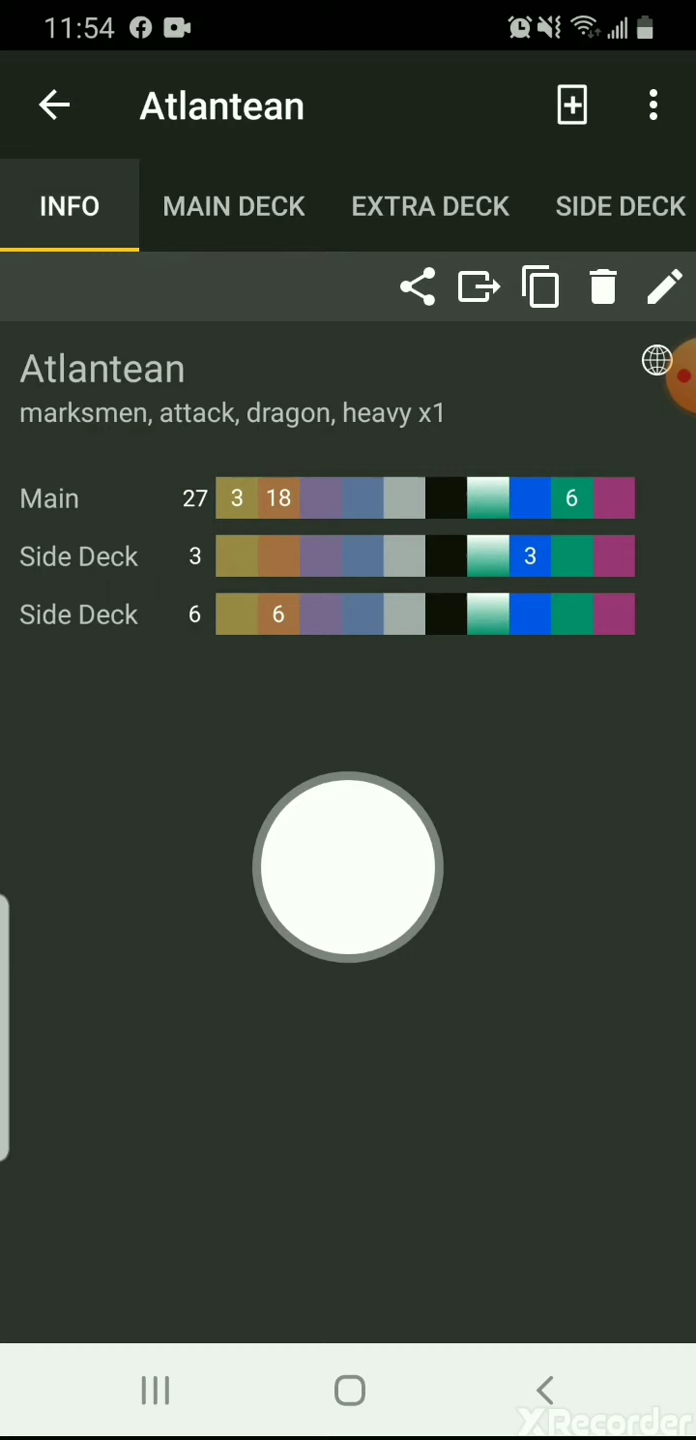 11:54
Atlantean
INFO MAIN DECK EXTRA DECK SIDE DECK
Atlantean
marksmen, attack, dragon, heavy x1
Main 27 3 18 6
Side Deck 3 3
Side Deck 6 6
XRecorder